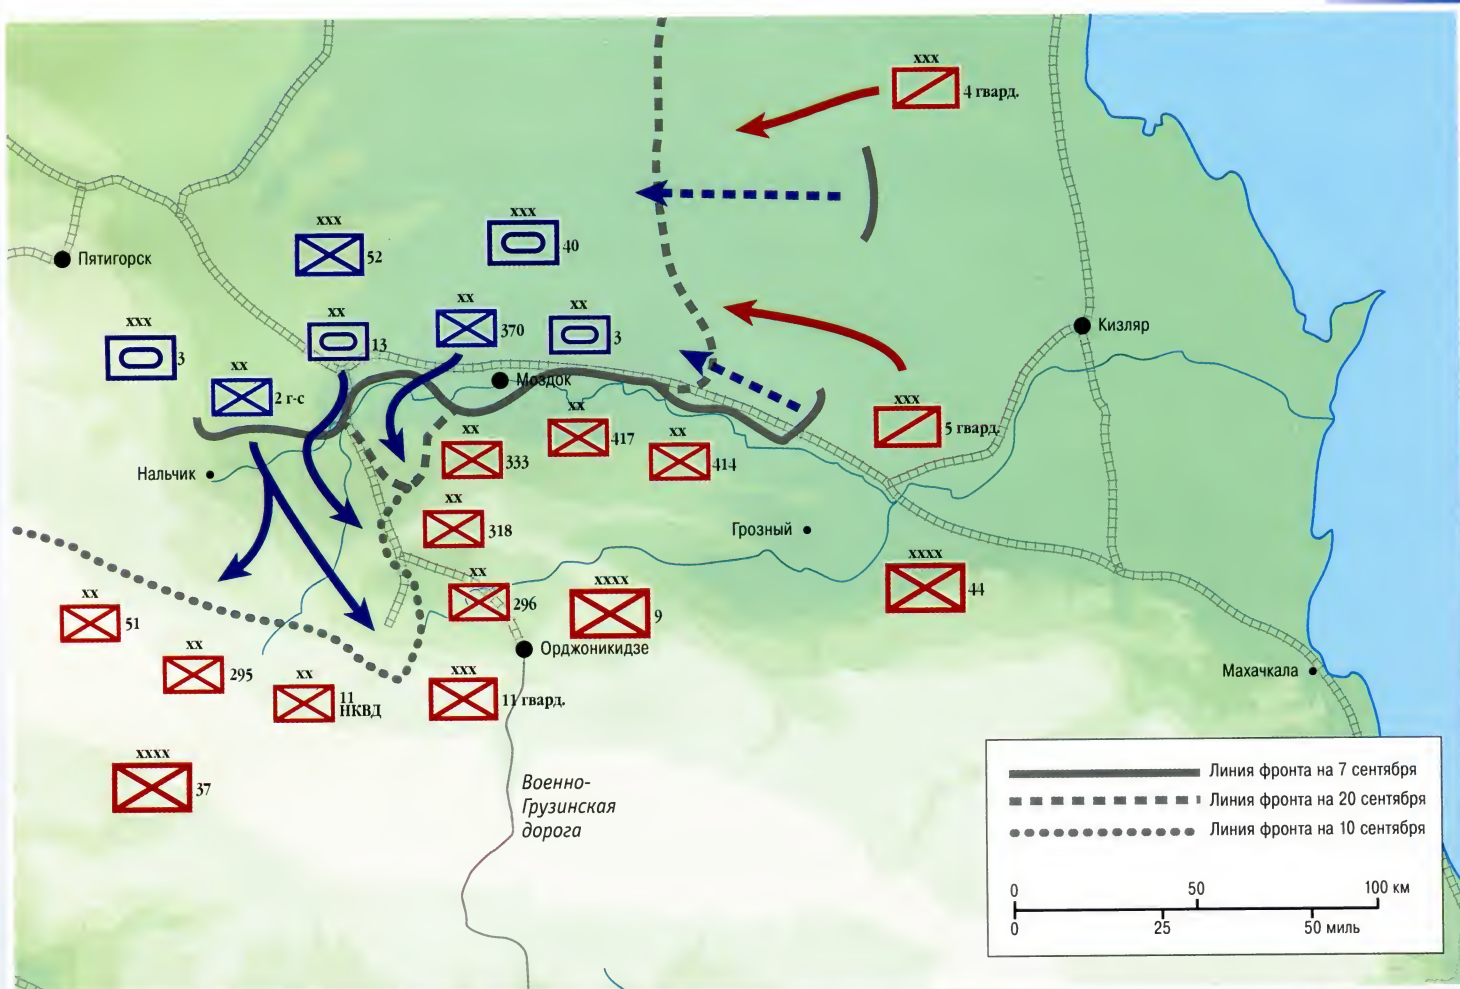 xxx
4 гвард.
xxx
52
xxx
40
Пятигорск
xx
13
xx
370
xx
3
Кизляр
xxx
3
xx
2 г-с
Моздок
xxx
5 гвард.
xx
333
xx
417
xx
414
Нальчик
xx
318
Грозный
xx
296
xxxx
9
xxxx
44
xx
51
Орджоникидзе
xx
295
xx
11
НКВД
xxx
11 гвард.
Махачкала
xxxx
37
Военно-
Грузинская
дорога
Линия фронта на 7 сентября
Линия фронта на 20 сентября
Линия фронта на 10 сентября
0 50 100 км
0 25 50 миль